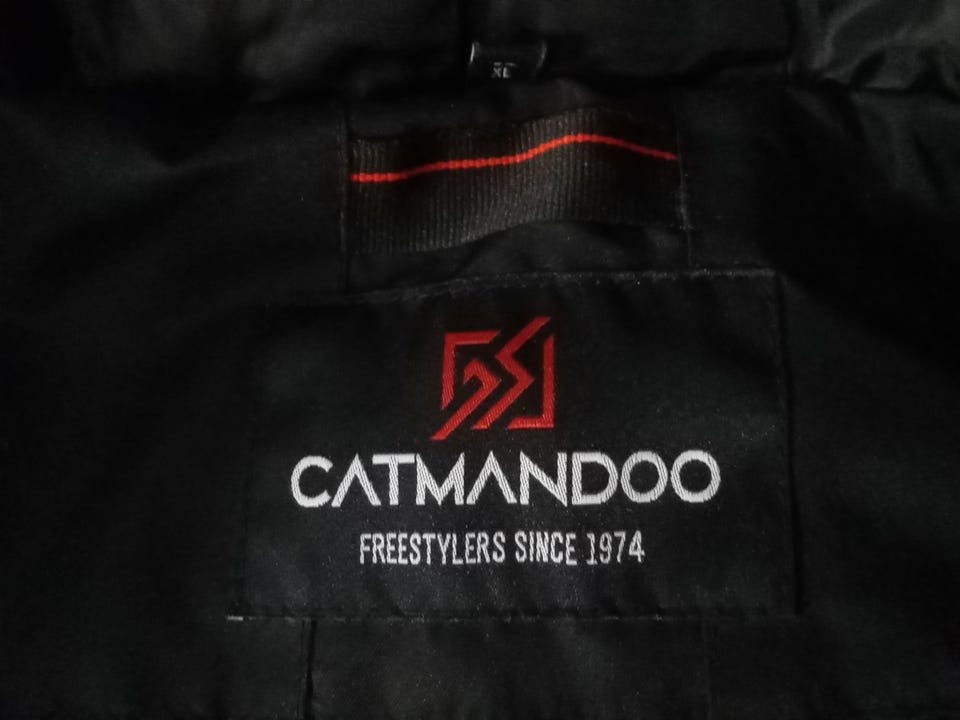 XL
CATMANDOO
FREESTYLERS SINCE 1974